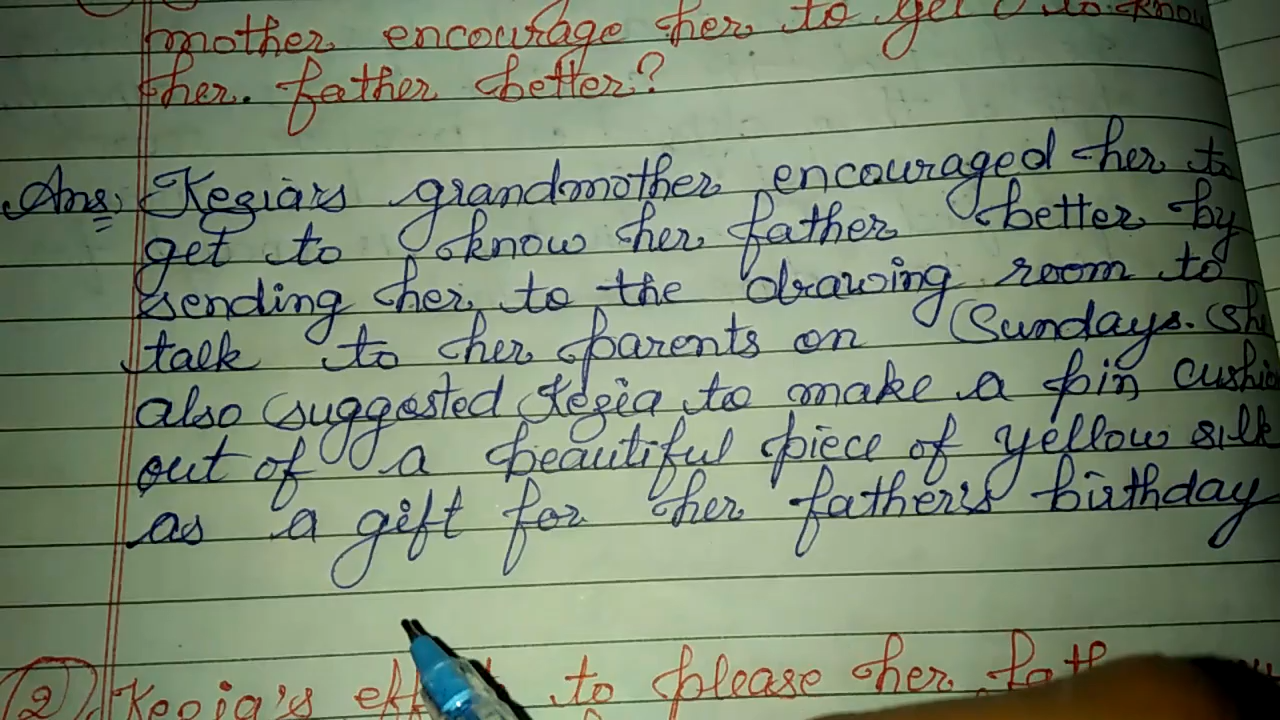 mother encourage her to get to know
her father better?
Ans: Kezia's grandmother encouraged her to
get to know her father better by
sending her to the drawing room to
talk to her parents on Sundays. She
also suggested Kezia to make a pin cushion
out of a beautiful piece of yellow silk
as a gift for her father's birthday
(2). Kezia's to please her